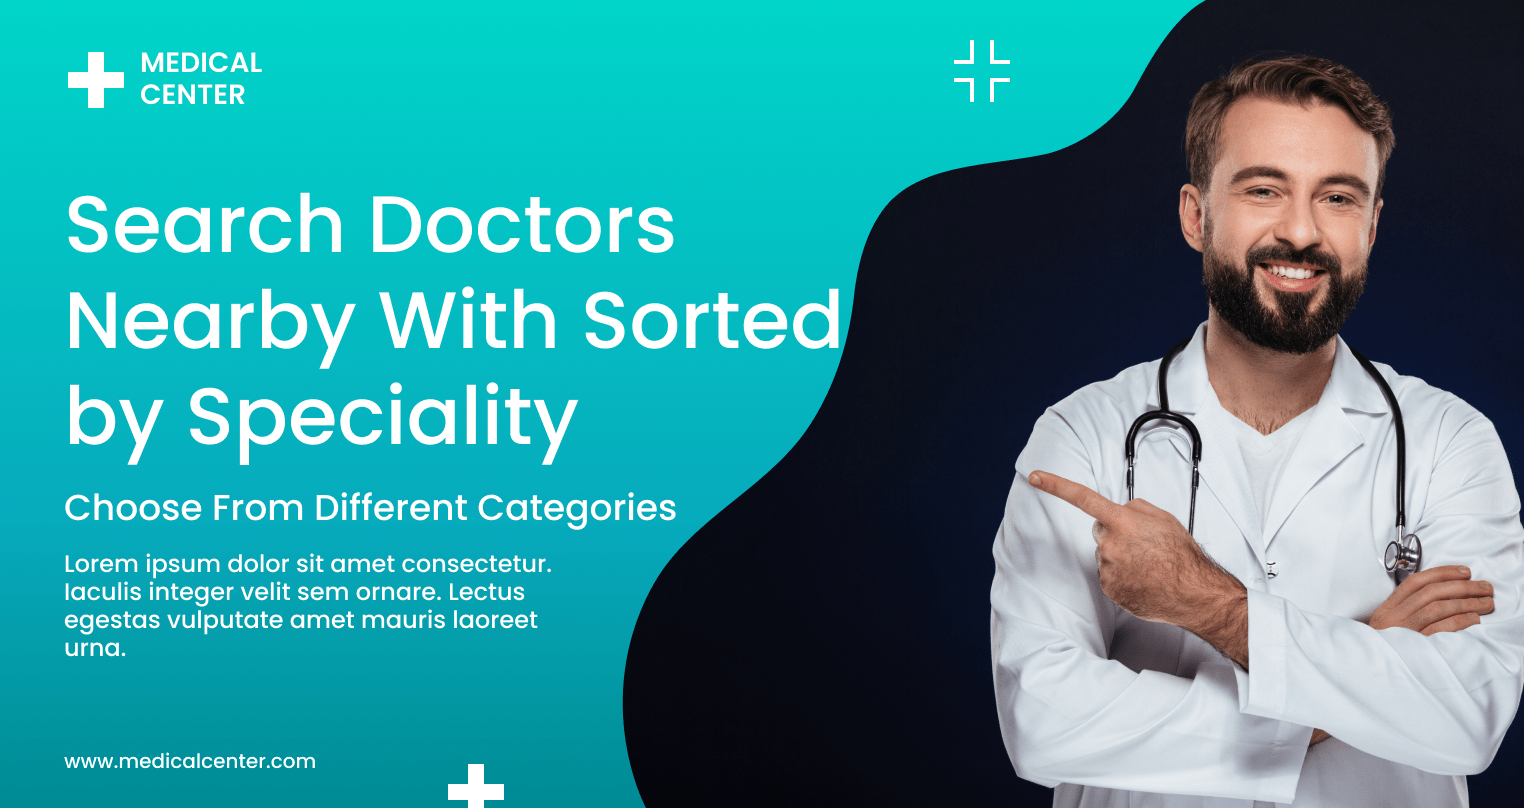 MEDICAL
CENTER
Search Doctors
Nearby With Sorted
by Speciality
Choose From Different Categories
Lorem ipsum dolor sit amet consectetur.
Iaculis integer velit sem ornare. Lectus
egestas vulputate amet mauris laoreet
urna.
www.medicalcenter.com